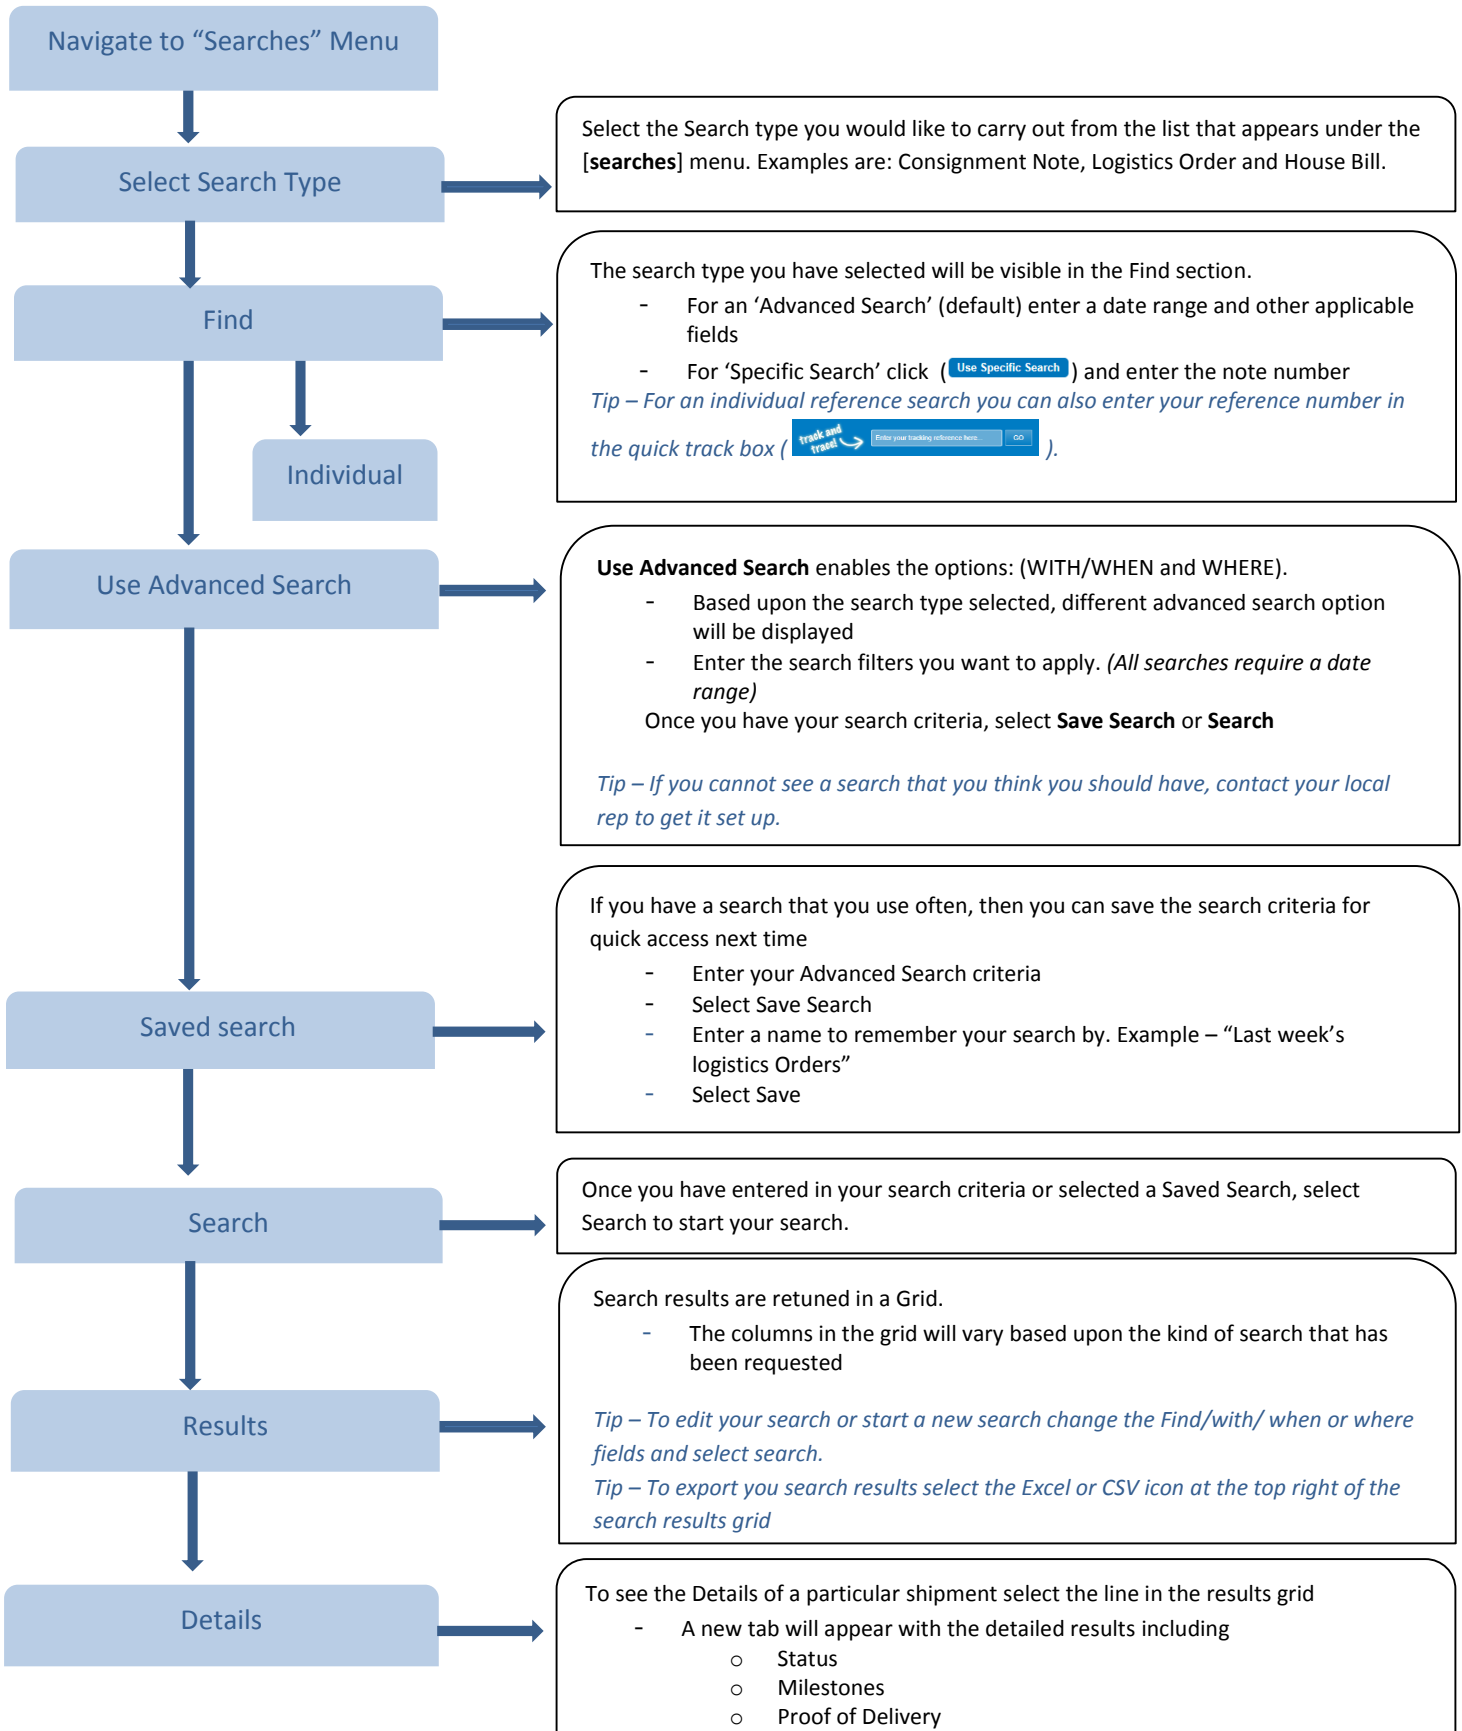 Navigate to “Searches” Menu
Select Search Type
Select the Search type you would like to carry out from the list that appears under the
[searches] menu. Examples are: Consignment Note, Logistics Order and House Bill.
Find
The search type you have selected will be visible in the Find section.
- For an ‘Advanced Search’ (default) enter a date range and other applicable
fields
- For ‘Specific Search’ click ( Use Specific Search ) and enter the note number
Tip – For an individual reference search you can also enter your reference number in
the quick track box ( track and trace! Enter your tracking reference here... GO ).
Individual
Use Advanced Search
Use Advanced Search enables the options: (WITH/WHEN and WHERE).
- Based upon the search type selected, different advanced search option
will be displayed
- Enter the search filters you want to apply. (All searches require a date
range)
Once you have your search criteria, select Save Search or Search
Tip – If you cannot see a search that you think you should have, contact your local
rep to get it set up.
Saved search
If you have a search that you use often, then you can save the search criteria for
quick access next time
- Enter your Advanced Search criteria
- Select Save Search
- Enter a name to remember your search by. Example – “Last week’s
logistics Orders”
- Select Save
Search
Once you have entered in your search criteria or selected a Saved Search, select
Search to start your search.
Results
Search results are retuned in a Grid.
- The columns in the grid will vary based upon the kind of search that has
been requested
Tip – To edit your search or start a new search change the Find/with/ when or where
fields and select search.
Tip – To export you search results select the Excel or CSV icon at the top right of the
search results grid
Details
To see the Details of a particular shipment select the line in the results grid
- A new tab will appear with the detailed results including
o Status
o Milestones
o Proof of Delivery